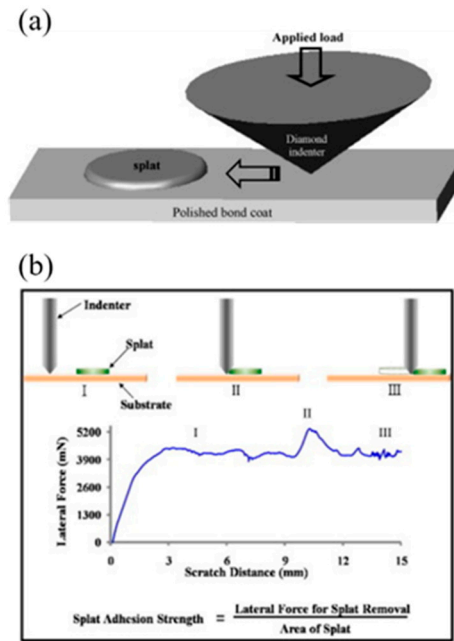 (a)
Applied load
Diamond
indenter
splat
Polished bond coat
(b)
Indenter
Splat
Substrate
I II III
I II III
Lateral Force (mN)
5200
3900
2600
1300
0
0 3 6 9 12 15
Scratch Distance (mm)
Splat Adhesion Strength = Lateral Force for Splat Removal
Area of Splat